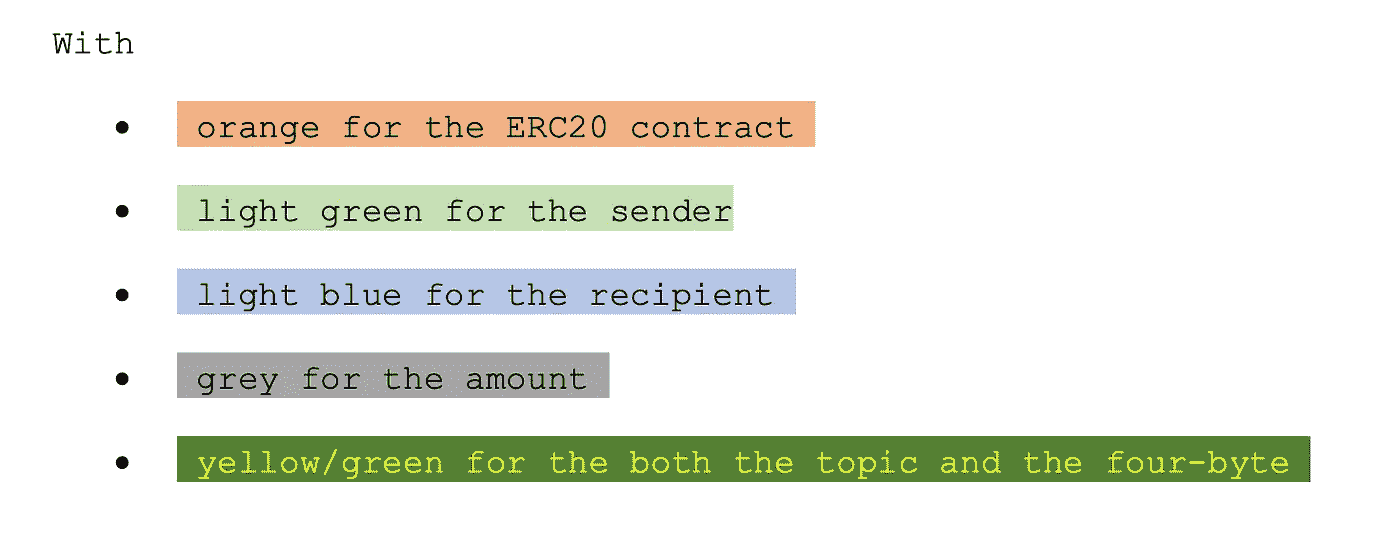 With
• orange for the ERC20 contract
• light green for the sender
• light blue for the recipient
• grey for the amount
• yellow/green for the both the topic and the four-byte